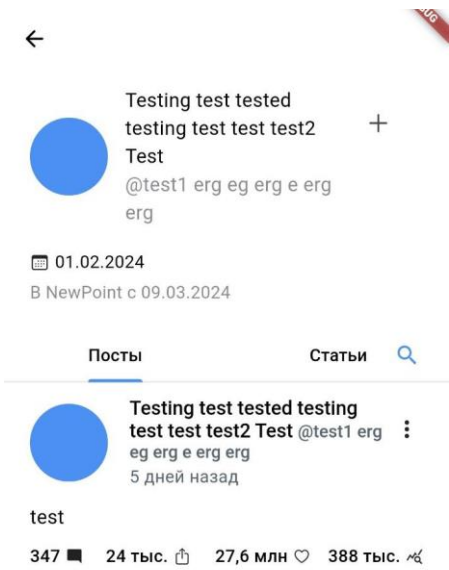 Testing test tested
testing test test test2
Test
@test1 erg eg erg e erg
erg
01.02.2024
В NewPoint с 09.03.2024
Посты Статьи
Testing test tested testing
test test test2 Test @test1 erg
eg erg e erg erg
5 дней назад
test
347 24 тыс. 27,6 млн 388 тыс.